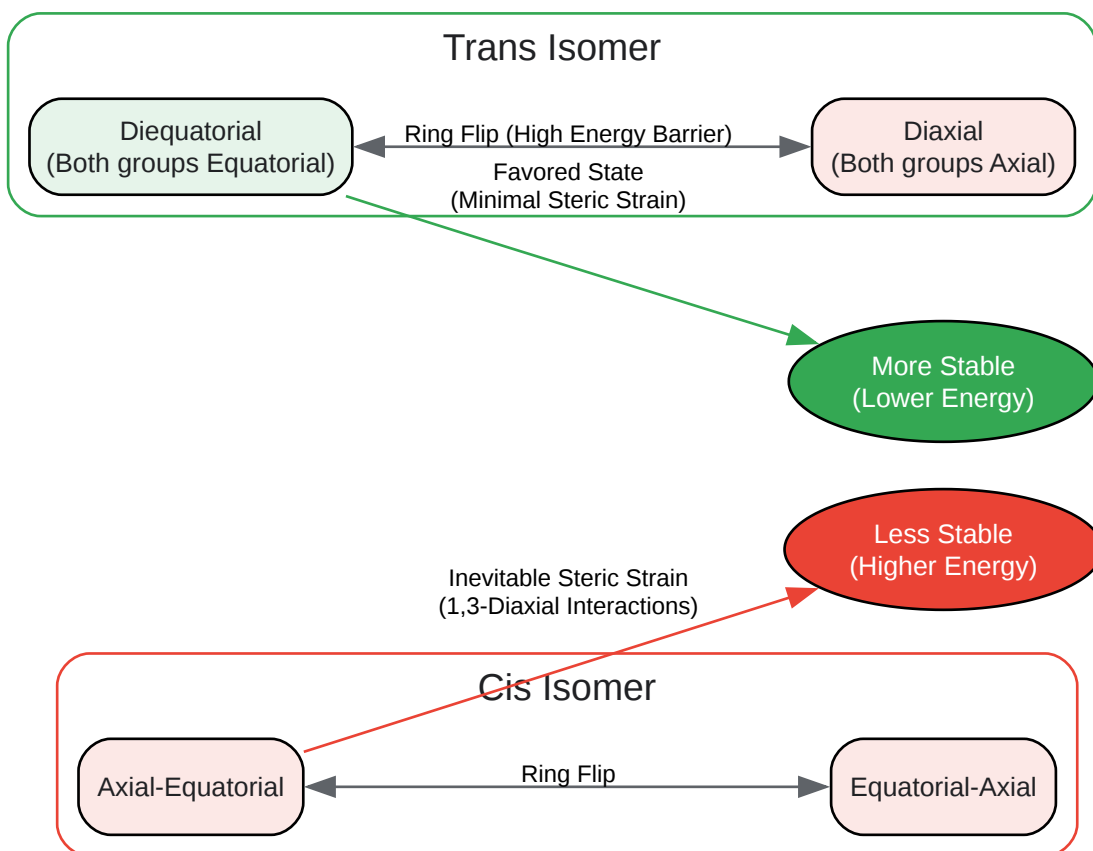 Trans Isomer
Diequatorial
(Both groups Equatorial)
Ring Flip (High Energy Barrier)
Diaxial
(Both groups Axial)
Favored State
(Minimal Steric Strain)
More Stable
(Lower Energy)
Less Stable
(Higher Energy)
Inevitable Steric Strain
(1,3-Diaxial Interactions)
Cis Isomer
Axial-Equatorial
Ring Flip
Equatorial-Axial